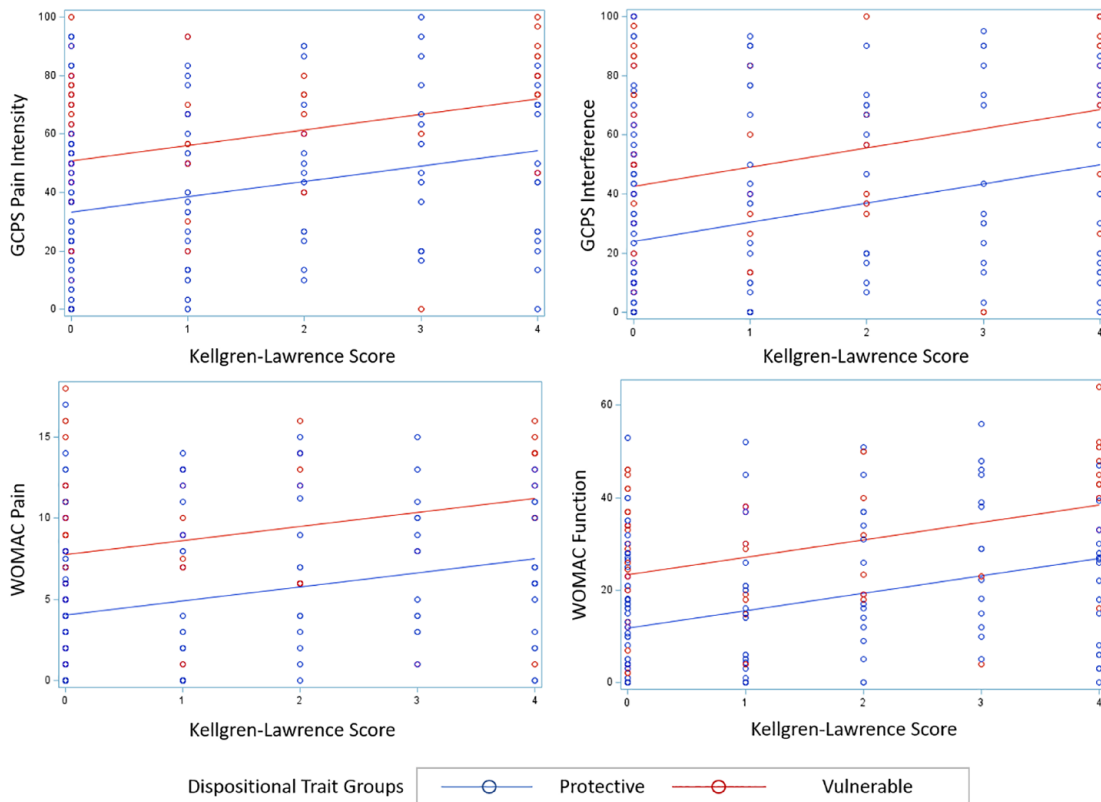 100
80
60
40
20
0
GCPS Pain Intensity
0 1 2 3 4
Kellgren-Lawrence Score
100
80
60
40
20
0
GCPS Interference
0 1 2 3 4
Kellgren-Lawrence Score
15
10
5
0
WOMAC Pain
0 1 2 3 4
Kellgren-Lawrence Score
60
40
20
0
WOMAC Function
0 1 2 3 4
Kellgren-Lawrence Score
Dispositional Trait Groups Protective Vulnerable